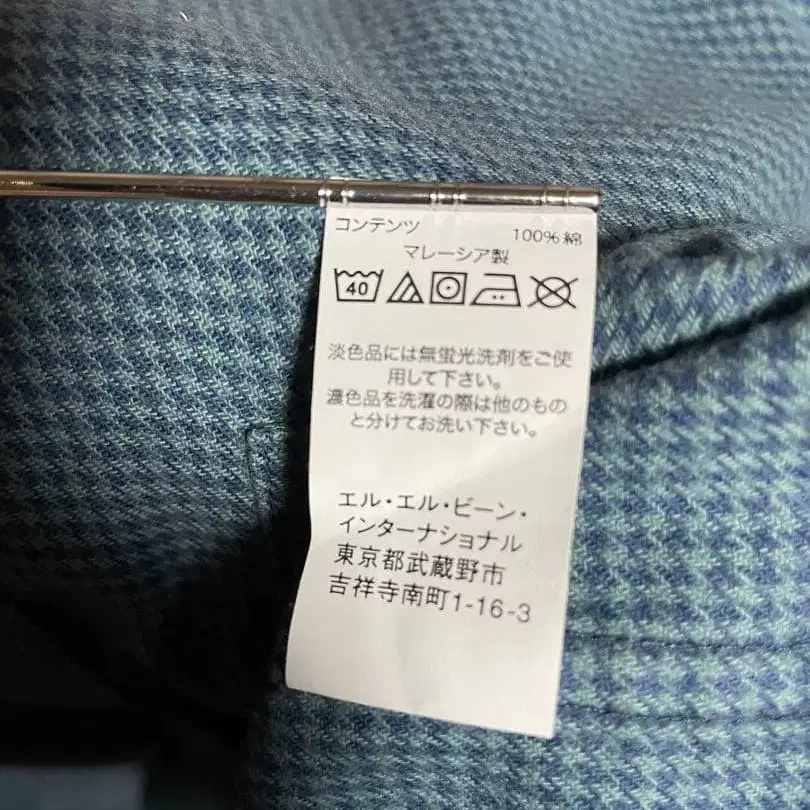 コンテンツ 100%綿
マレーシア製
40
淡色品には無蛍光洗剤をご使
用して下さい。
濃色品を洗濯の際は他のもの
と分けてお洗い下さい。
エル・エル・ビーン・
インターナショナル
東京都武蔵野市
吉祥寺南町1-16-3